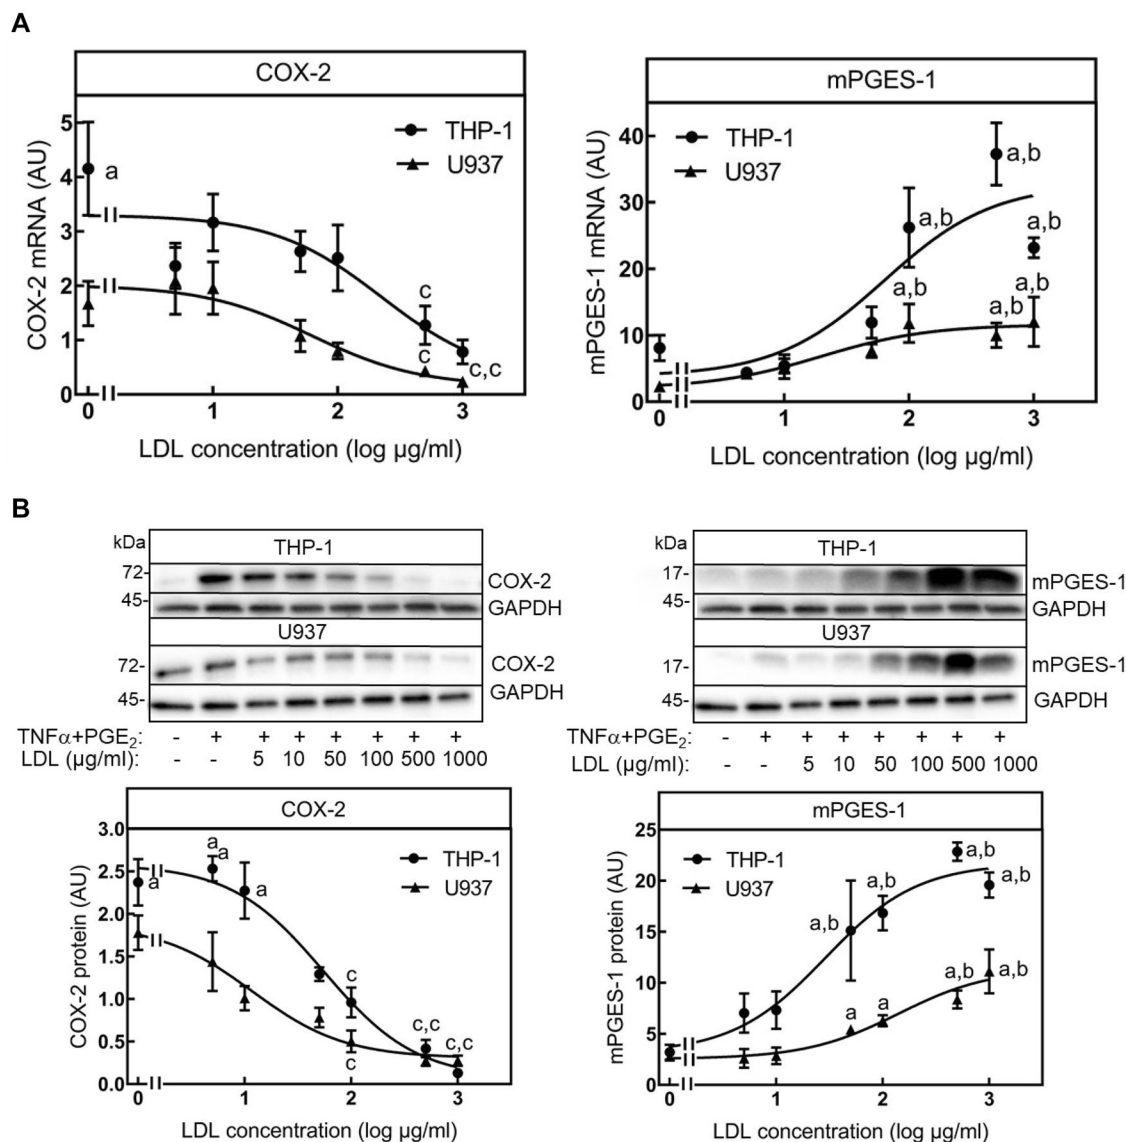 A
COX-2
COX-2 mRNA (AU)
5
4
3
2
1
0
THP-1
U937
a
c
c
c,c
0 1 2 3
LDL concentration (log µg/ml)
mPGES-1
mPGES-1 mRNA (AU)
40
30
20
10
0
THP-1
U937
a,b
a,b
a,b
a,b
a,b
a,b
0 1 2 3
LDL concentration (log µg/ml)
B
kDa
THP-1
72-
COX-2
45-
GAPDH
U937
72-
COX-2
45-
GAPDH
TNFα+PGE2: - + + + + + + +
LDL (µg/ml): - - 5 10 50 100 500 1000
kDa
THP-1
17-
mPGES-1
45-
GAPDH
U937
17-
mPGES-1
45-
GAPDH
TNFα+PGE2: - + + + + + + +
LDL (µg/ml): - - 5 10 50 100 500 1000
COX-2
COX-2 protein (AU)
3.0
2.5
2.0
1.5
1.0
0.5
0.0
THP-1
U937
a
a
a
a
c
c
c,c
c,c
0 1 2 3
LDL concentration (log µg/ml)
mPGES-1
mPGES-1 protein (AU)
25
20
15
10
5
0
THP-1
U937
a,b
a,b
a,b
a,b
a
a
a,b
a,b
0 1 2 3
LDL concentration (log µg/ml)